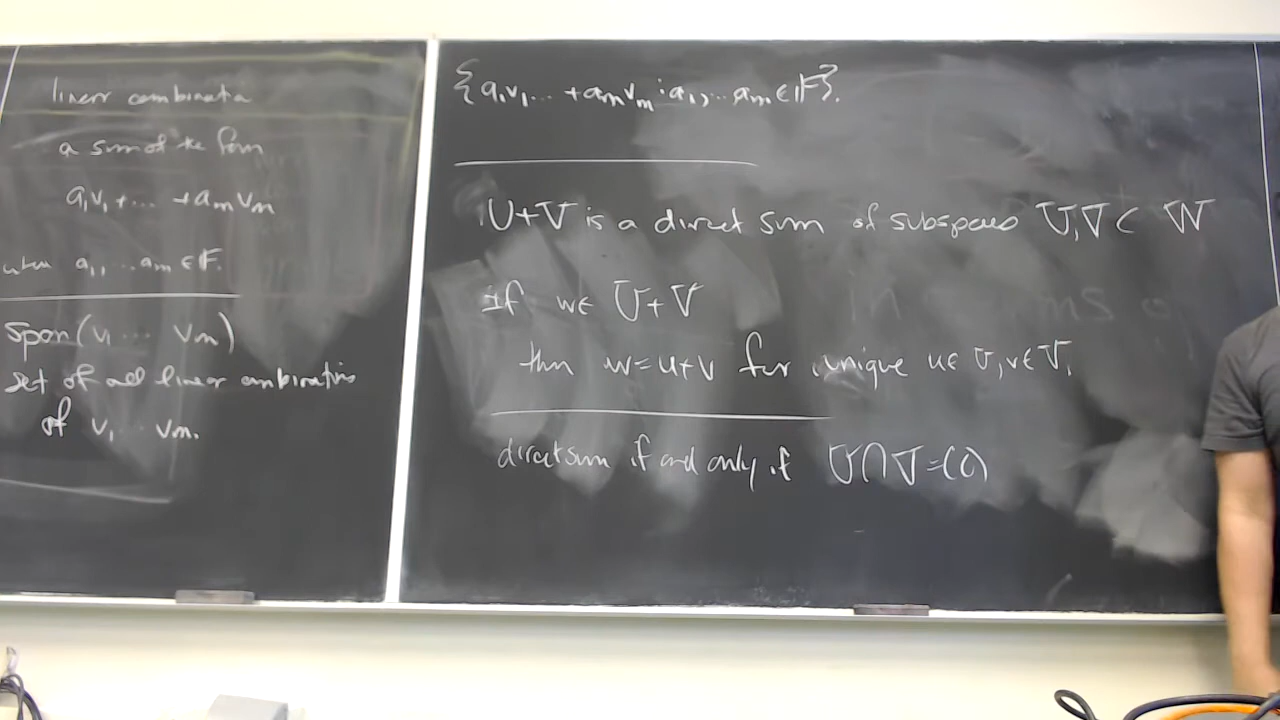 linear combinatia
a sum of the form
a₁v₁+... +aₘvₘ
when a₁,...aₘ ∈ F.
span(v₁ ... vₘ)
set of all linear combinations
of v₁ ... vₘ.
{a₁v₁... +aₘvₘ : a₁,...aₘ ∈ F}.
U+V is a direct sum of subspaces U,V ⊂ W
if w ∈ U+V
then w=u+v for unique u ∈ U, v ∈ V.
direct sum if and only if U∩V={0}